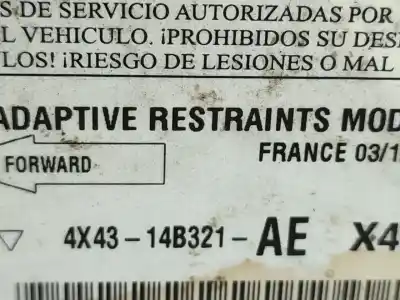 S DE SERVICIO AUTORIZADAS POR
L VEHICULO. ¡PROHIBIDOS SU DES
LOS! ¡RIESGO DE LESIONES O MAL
ADAPTIVE RESTRAINTS MOD
FORWARD
FRANCE 03/1
4X43-14B321-AE X4